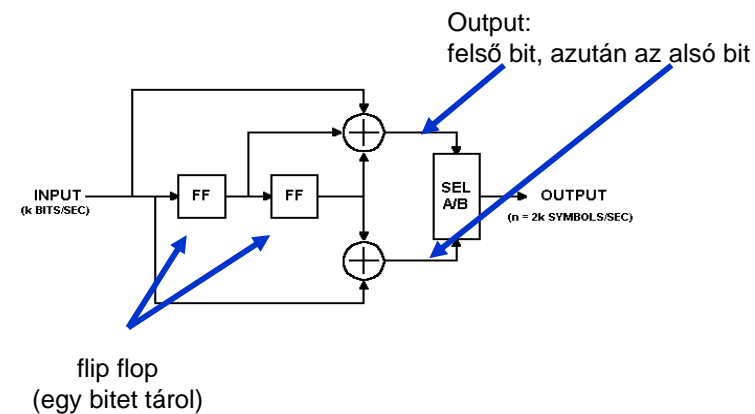 Output:
felső bit, azután az alsó bit
INPUT
(k BITS/SEC)
FF
FF
SEL
A/B
OUTPUT
(n = 2k SYMBOLS/SEC)
flip flop
(egy bitet tárol)